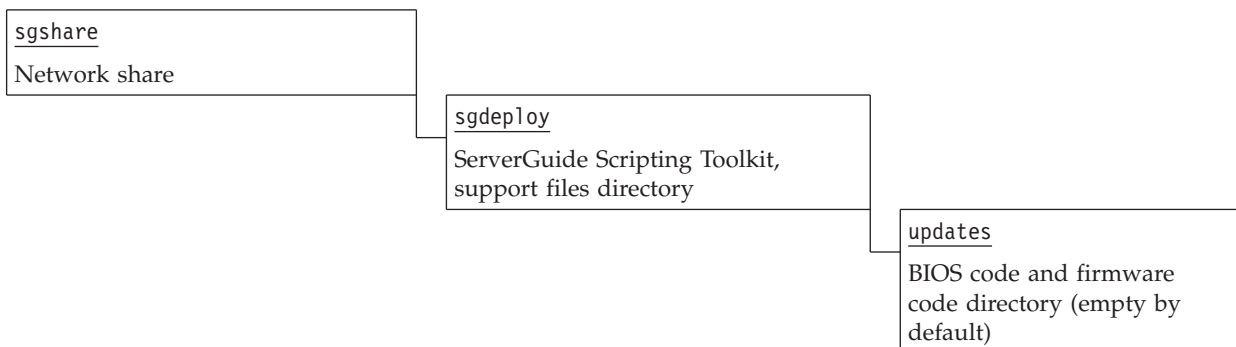 sgshare
Network share
sgdeploy
ServerGuide Scripting Toolkit,
support files directory
updates
BIOS code and firmware
code directory (empty by
default)